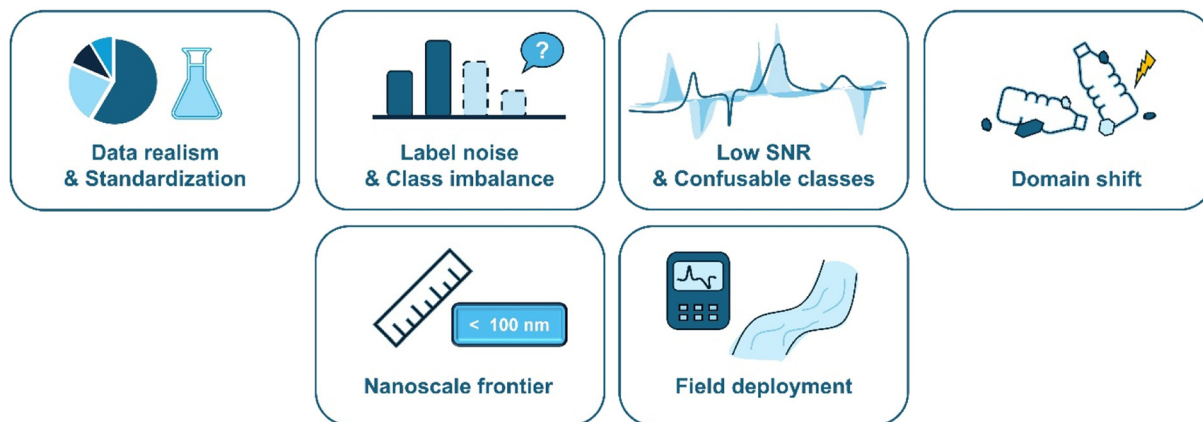 Data realism
& Standardization
?
Label noise
& Class imbalance
Low SNR
& Confusable classes
Domain shift
< 100 nm
Nanoscale frontier
Field deployment